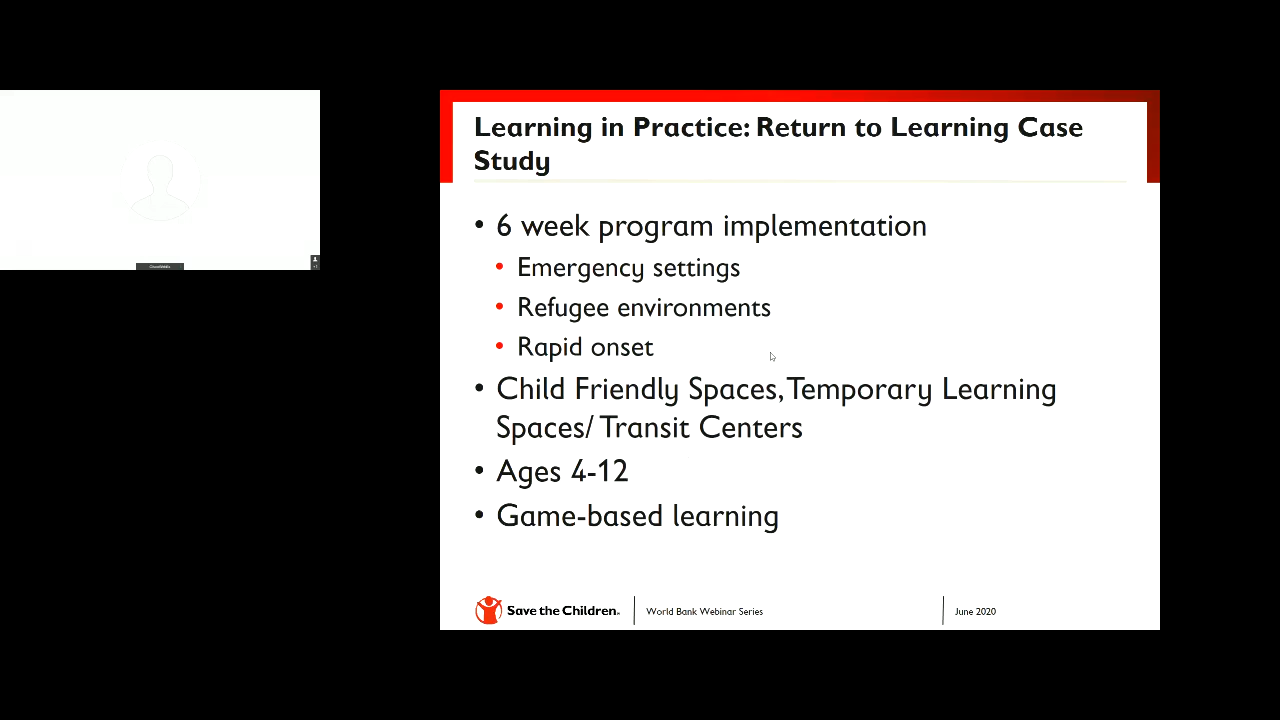 Learning in Practice: Return to Learning Case
Study
• 6 week program implementation
• Emergency settings
• Refugee environments
• Rapid onset
• Child Friendly Spaces, Temporary Learning
Spaces/ Transit Centers
• Ages 4-12
• Game-based learning
Save the Children.
World Bank Webinar Series
June 2020